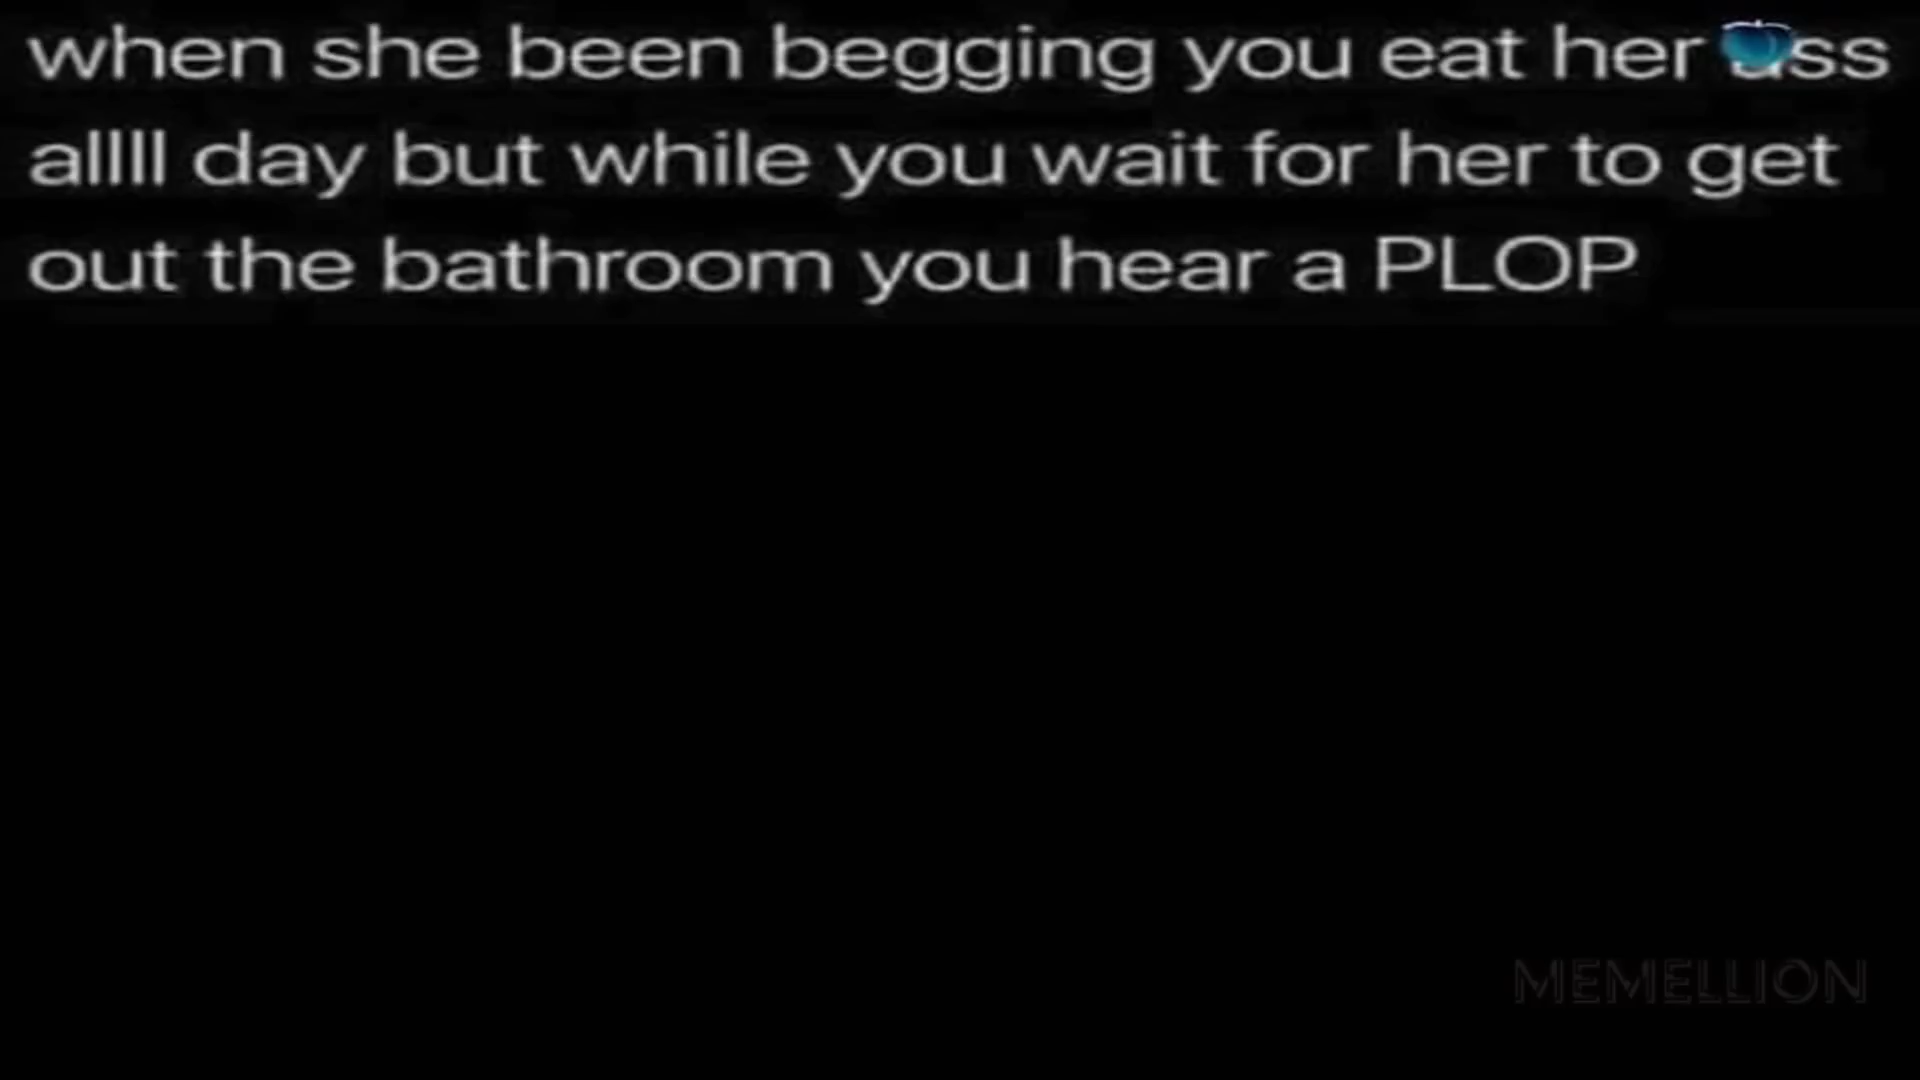 when she been begging you eat her ass
allll day but while you wait for her to get
out the bathroom you hear a PLOP
MEMELLION